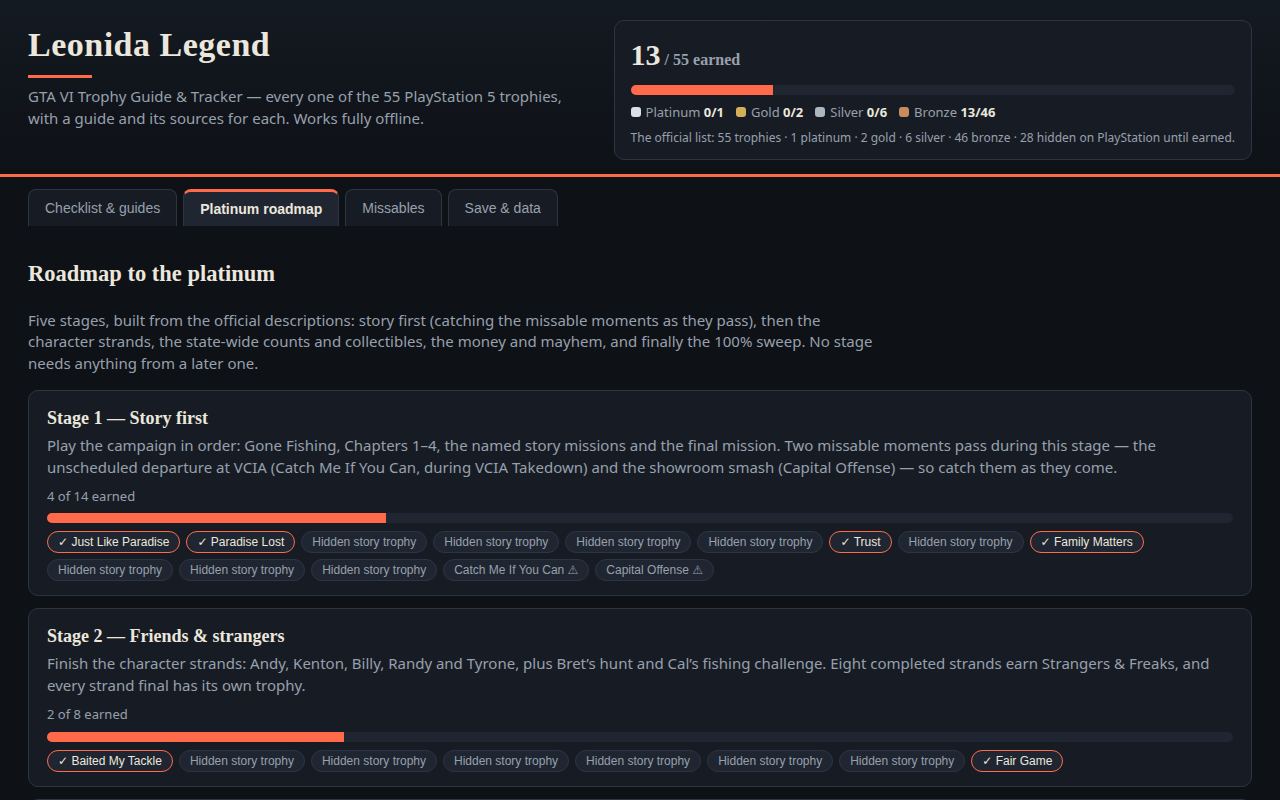 Leonida Legend
GTA VI Trophy Guide & Tracker — every one of the 55 PlayStation 5 trophies,
with a guide and its sources for each. Works fully offline.
13 / 55 earned
Platinum 0/1 Gold 0/2 Silver 0/6 Bronze 13/46
The official list: 55 trophies · 1 platinum · 2 gold · 6 silver · 46 bronze · 28 hidden on PlayStation until earned.
Checklist & guides Platinum roadmap Missables Save & data
Roadmap to the platinum
Five stages, built from the official descriptions: story first (catching the missable moments as they pass), then the
character strands, the state-wide counts and collectibles, the money and mayhem, and finally the 100% sweep. No stage
needs anything from a later one.
Stage 1 — Story first
Play the campaign in order: Gone Fishing, Chapters 1–4, the named story missions and the final mission. Two missable moments pass during this stage — the
unscheduled departure at VCIA (Catch Me If You Can, during VCIA Takedown) and the showroom smash (Capital Offense) — so catch them as they come.
4 of 14 earned
✓ Just Like Paradise ✓ Paradise Lost Hidden story trophy Hidden story trophy Hidden story trophy Hidden story trophy ✓ Trust Hidden story trophy ✓ Family Matters
Hidden story trophy Hidden story trophy Hidden story trophy Catch Me If You Can ⚠ Capital Offense ⚠
Stage 2 — Friends & strangers
Finish the character strands: Andy, Kenton, Billy, Randy and Tyrone, plus Bret’s hunt and Cal’s fishing challenge. Eight completed strands earn Strangers & Freaks, and
every strand final has its own trophy.
2 of 8 earned
✓ Baited My Tackle Hidden story trophy Hidden story trophy Hidden story trophy Hidden story trophy Hidden story trophy Hidden story trophy ✓ Fair Game